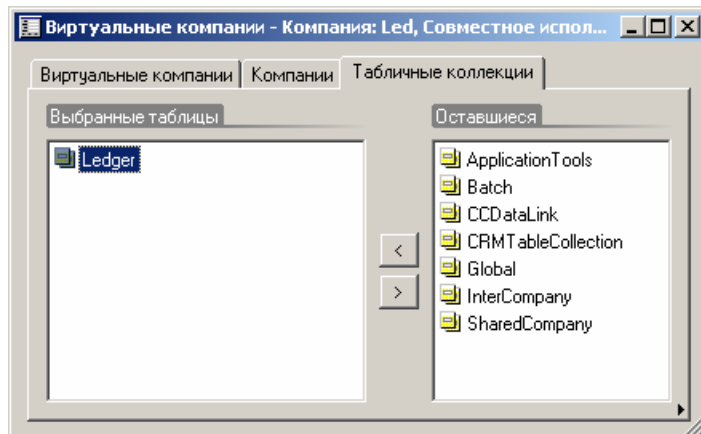 Виртуальные компании - Компания: Led, Совместное испол...
Виртуальные компании
Компании
Табличные коллекции
Выбранные таблицы
Ledger
<
>
Оставшиеся
ApplicationTools
Batch
CCDataLink
CRMTableCollection
Global
InterCompany
SharedCompany